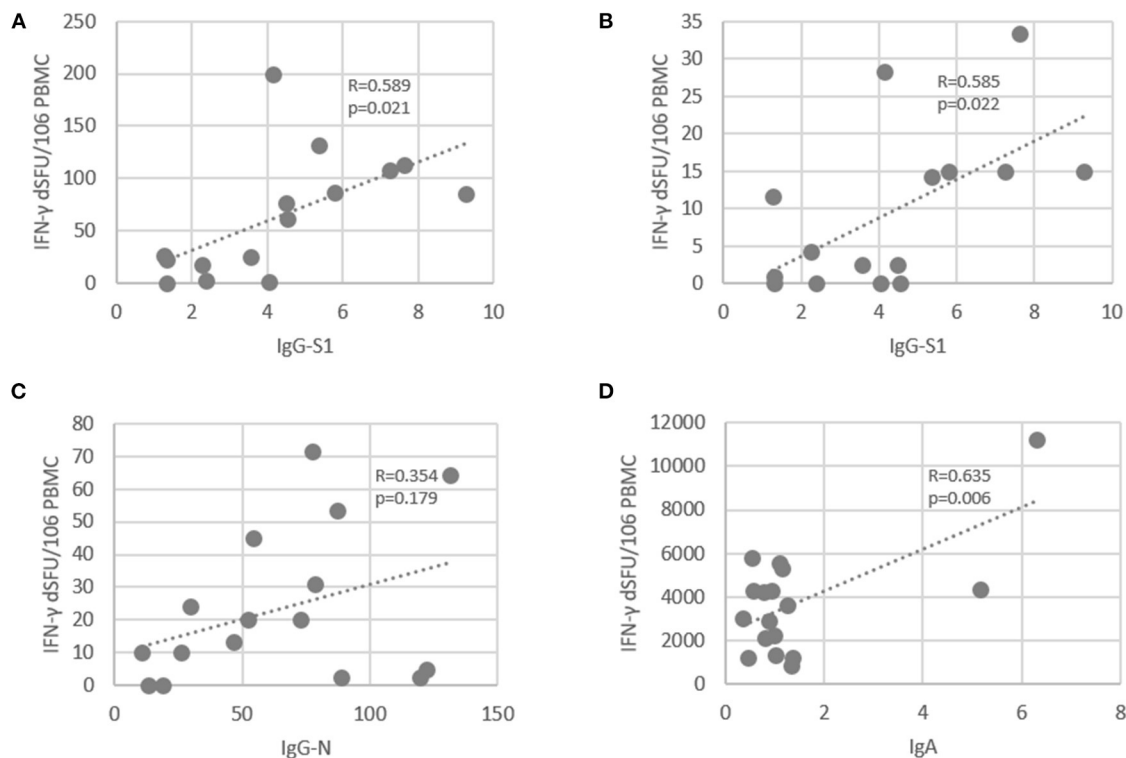 A
IFN-γ dSFU/106 PBMC
250
200
150
100
50
0
R=0.589
p=0.021
0 2 4 6 8 10
IgG-S1
B
IFN-γ dSFU/106 PBMC
35
30
25
20
15
10
5
0
R=0.585
p=0.022
0 2 4 6 8 10
IgG-S1
C
IFN-γ dSFU/106 PBMC
80
70
60
50
40
30
20
10
0
R=0.354
p=0.179
0 50 100 150
IgG-N
D
IFN-γ dSFU/106 PBMC
12000
10000
8000
6000
4000
2000
0
R=0.635
p=0.006
0 2 4 6 8
IgA